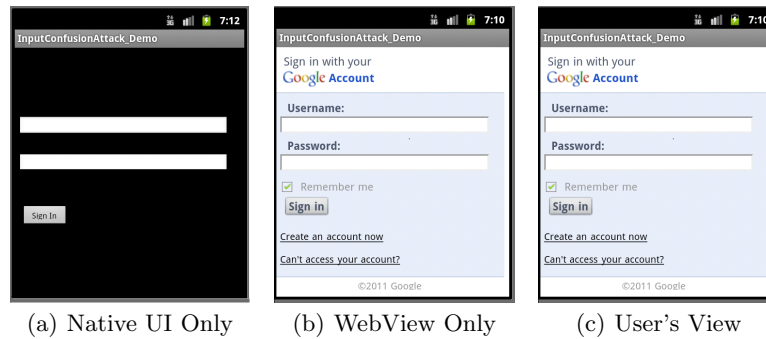 3G 7:12
InputConfusionAttack_Demo
Sign In
(a) Native UI Only
3G 7:10
InputConfusionAttack_Demo
Sign in with your
Google Account
Username:
Password:
Remember me
Sign in
Create an account now
Can't access your account?
©2011 Google
(b) WebView Only
3G 7:10
InputConfusionAttack_Demo
Sign in with your
Google Account
Username:
Password:
Remember me
Sign in
Create an account now
Can't access your account?
©2011 Google
(c) User's View